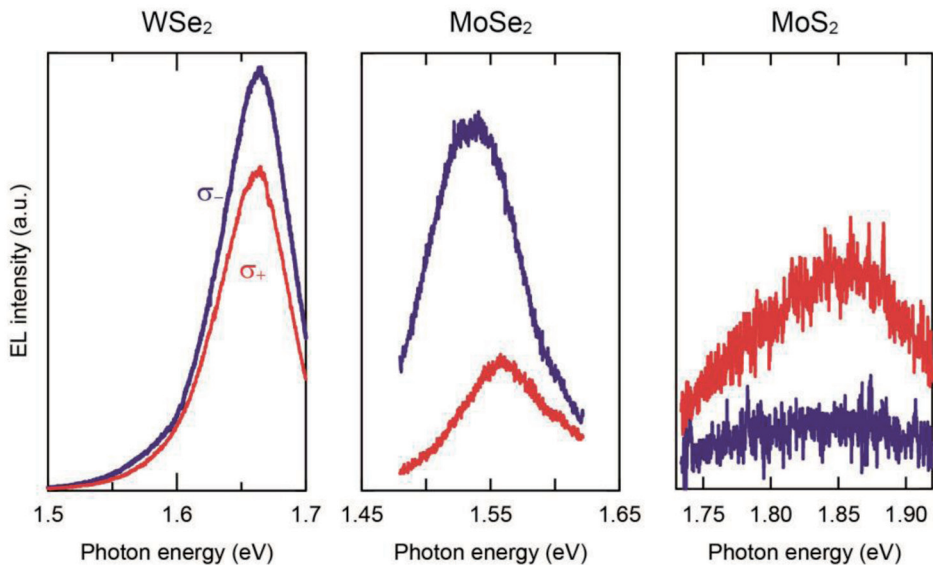 WSe₂
MoSe₂
MoS₂
EL intensity (a.u.)
σ₋
σ₊
1.5 1.6 1.7
1.45 1.55 1.65
1.75 1.80 1.85 1.90
Photon energy (eV)
Photon energy (eV)
Photon energy (eV)